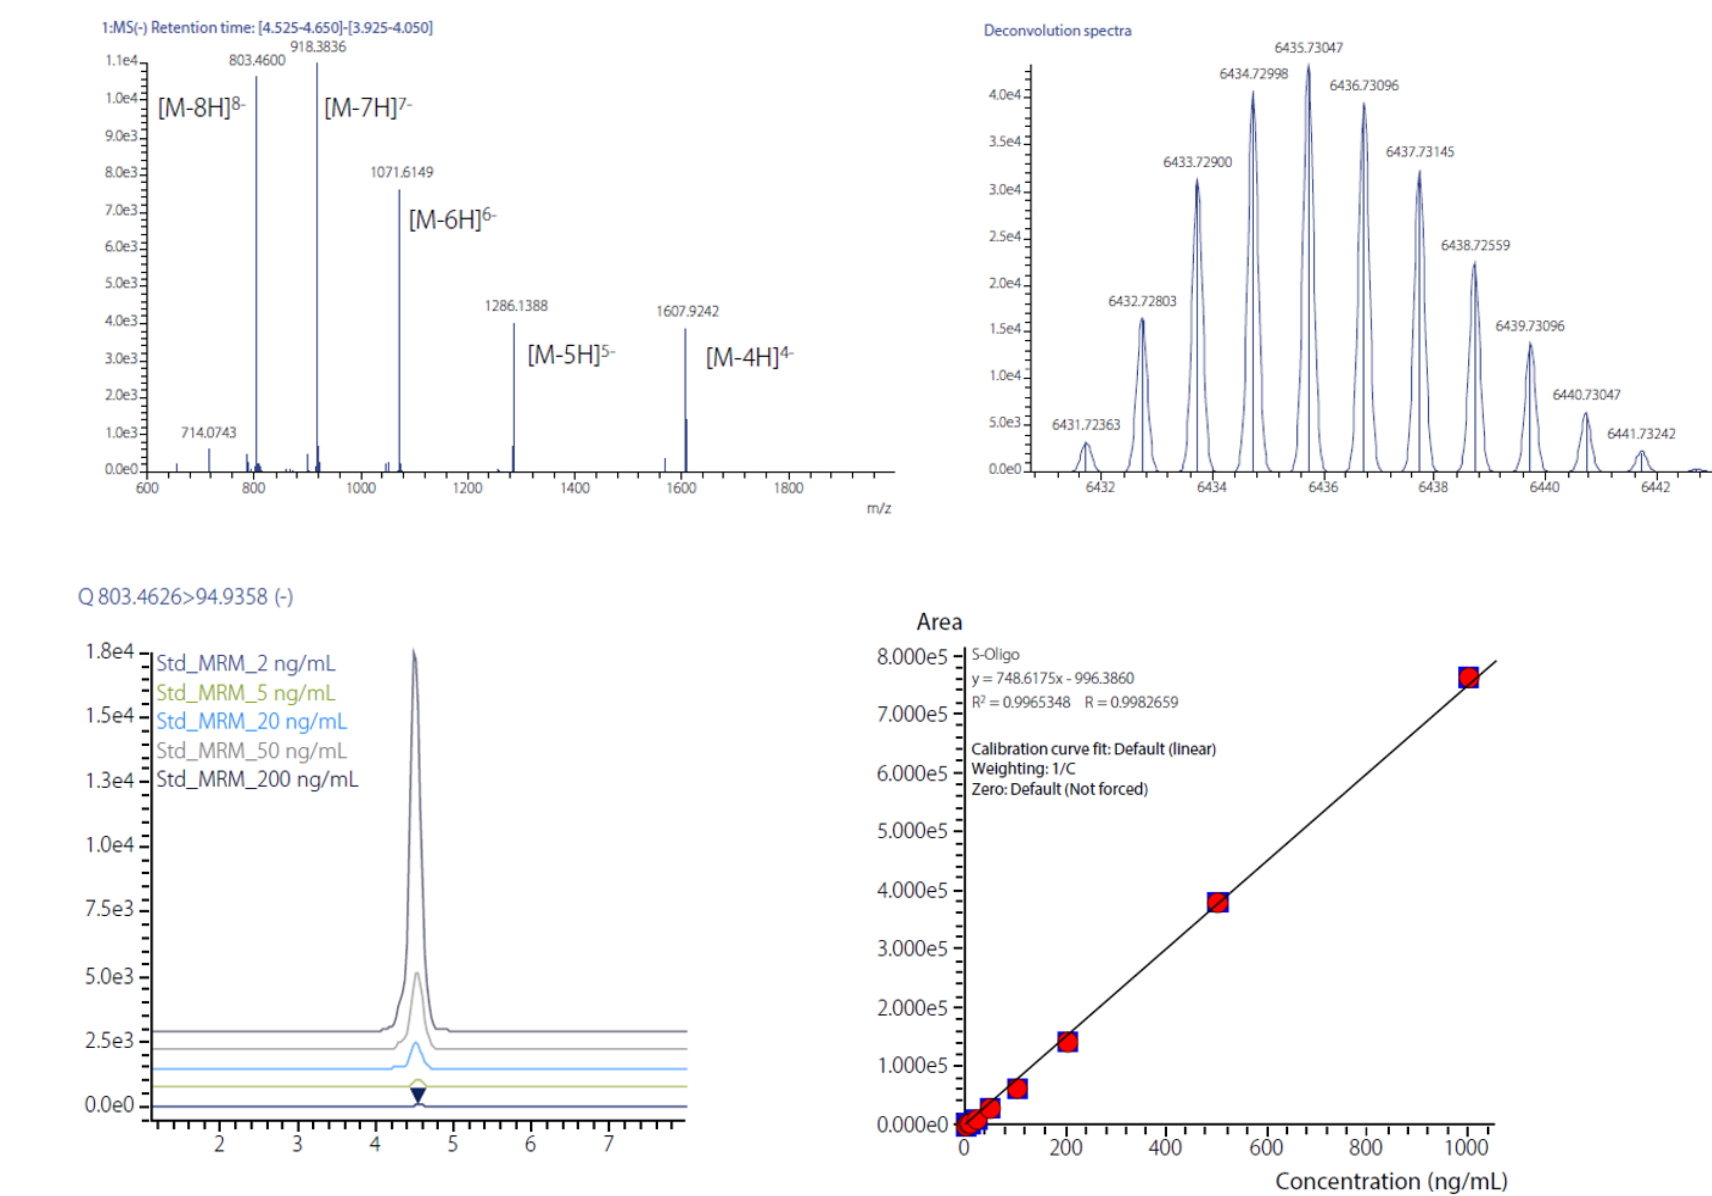 1:MS(-) Retention time: [4.525-4.650]-[3.925-4.050]
918.3836
803.4600
1.1e4
1.0e4
9.0e3
8.0e3
7.0e3
6.0e3
5.0e3
4.0e3
3.0e3
2.0e3
1.0e3
0.0e0
[M-8H]8-
[M-7H]7-
1071.6149
[M-6H]6-
1286.1388
[M-5H]5-
1607.9242
[M-4H]4-
714.0743
600
800
1000
1200
1400
1600
1800
m/z
Deconvolution spectra
4.0e4
3.5e4
3.0e4
2.5e4
2.0e4
1.5e4
1.0e4
5.0e3
0.0e0
6431.72363
6432.72803
6433.72900
6434.72998
6435.73047
6436.73096
6437.73145
6438.72559
6439.73096
6440.73047
6441.73242
6432
6434
6436
6438
6440
6442
Q 803.4626>94.9358 (-)
1.8e4
1.5e4
1.3e4
1.0e4
7.5e3
5.0e3
2.5e3
0.0e0
Std_MRM_2 ng/mL
Std_MRM_5 ng/mL
Std_MRM_20 ng/mL
Std_MRM_50 ng/mL
Std_MRM_200 ng/mL
2
3
4
5
6
7
Area
8.000e5
7.000e5
6.000e5
5.000e5
4.000e5
3.000e5
2.000e5
1.000e5
0.000e0
S-Oligo
y = 748.6175x - 996.3860
R2 = 0.9965348 R = 0.9982659
Calibration curve fit: Default (linear)
Weighting: 1/C
Zero: Default (Not forced)
0
200
400
600
800
1000
Concentration (ng/mL)